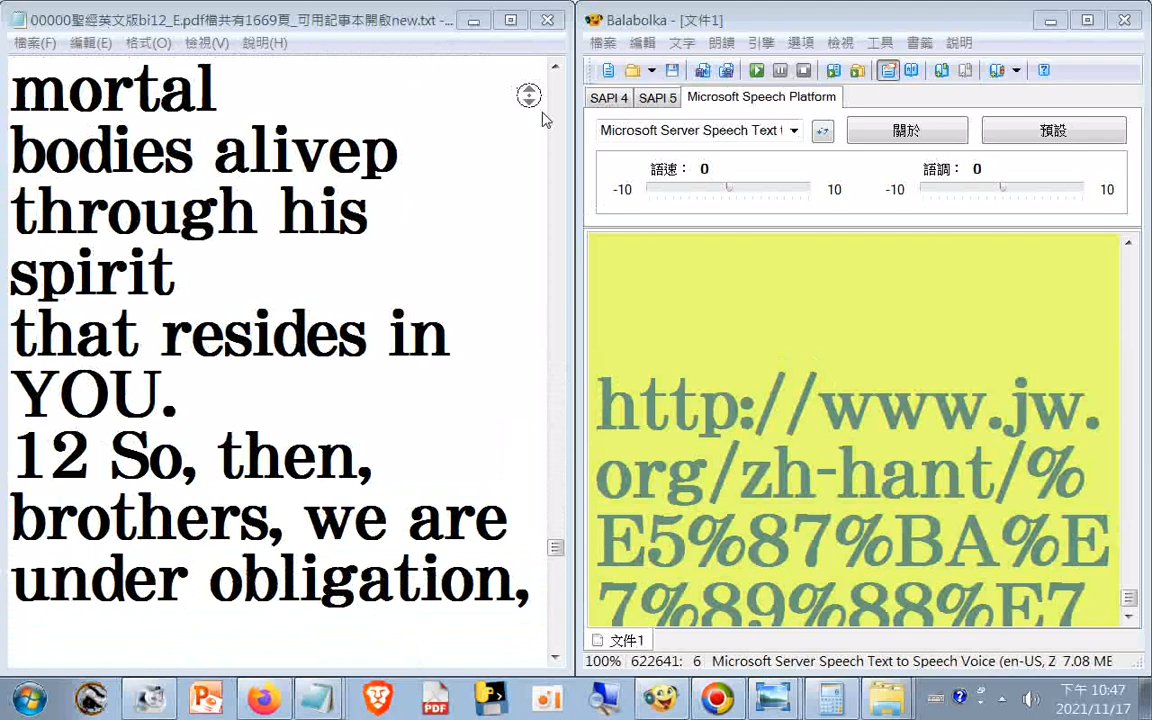 00000聖經英文版bi12_E.pdf檔共有1669頁_可用記事本開啟new.txt -...
檔案(F) 編輯(E) 格式(O) 檢視(V) 說明(H)
mortal
bodies alivep
through his
spirit
that resides in
YOU.
12 So, then,
brothers, we are
under obligation,
Balabolka - [文件1]
檔案 編輯 文字 朗讀 引擎 選項 檢視 工具 書籤 說明
SAPI 4 SAPI 5 Microsoft Speech Platform
Microsoft Server Speech Text t 關於 預設
語速： 0 語調： 0
-10 10 -10 10
http://www.jw.
org/zh-hant/%
E5%87%BA%E
7%89%88%E7
文件1
100% 622641: 6 Microsoft Server Speech Text to Speech Voice (en-US, Z 7.08 ME
下午 10:47
2021/11/17